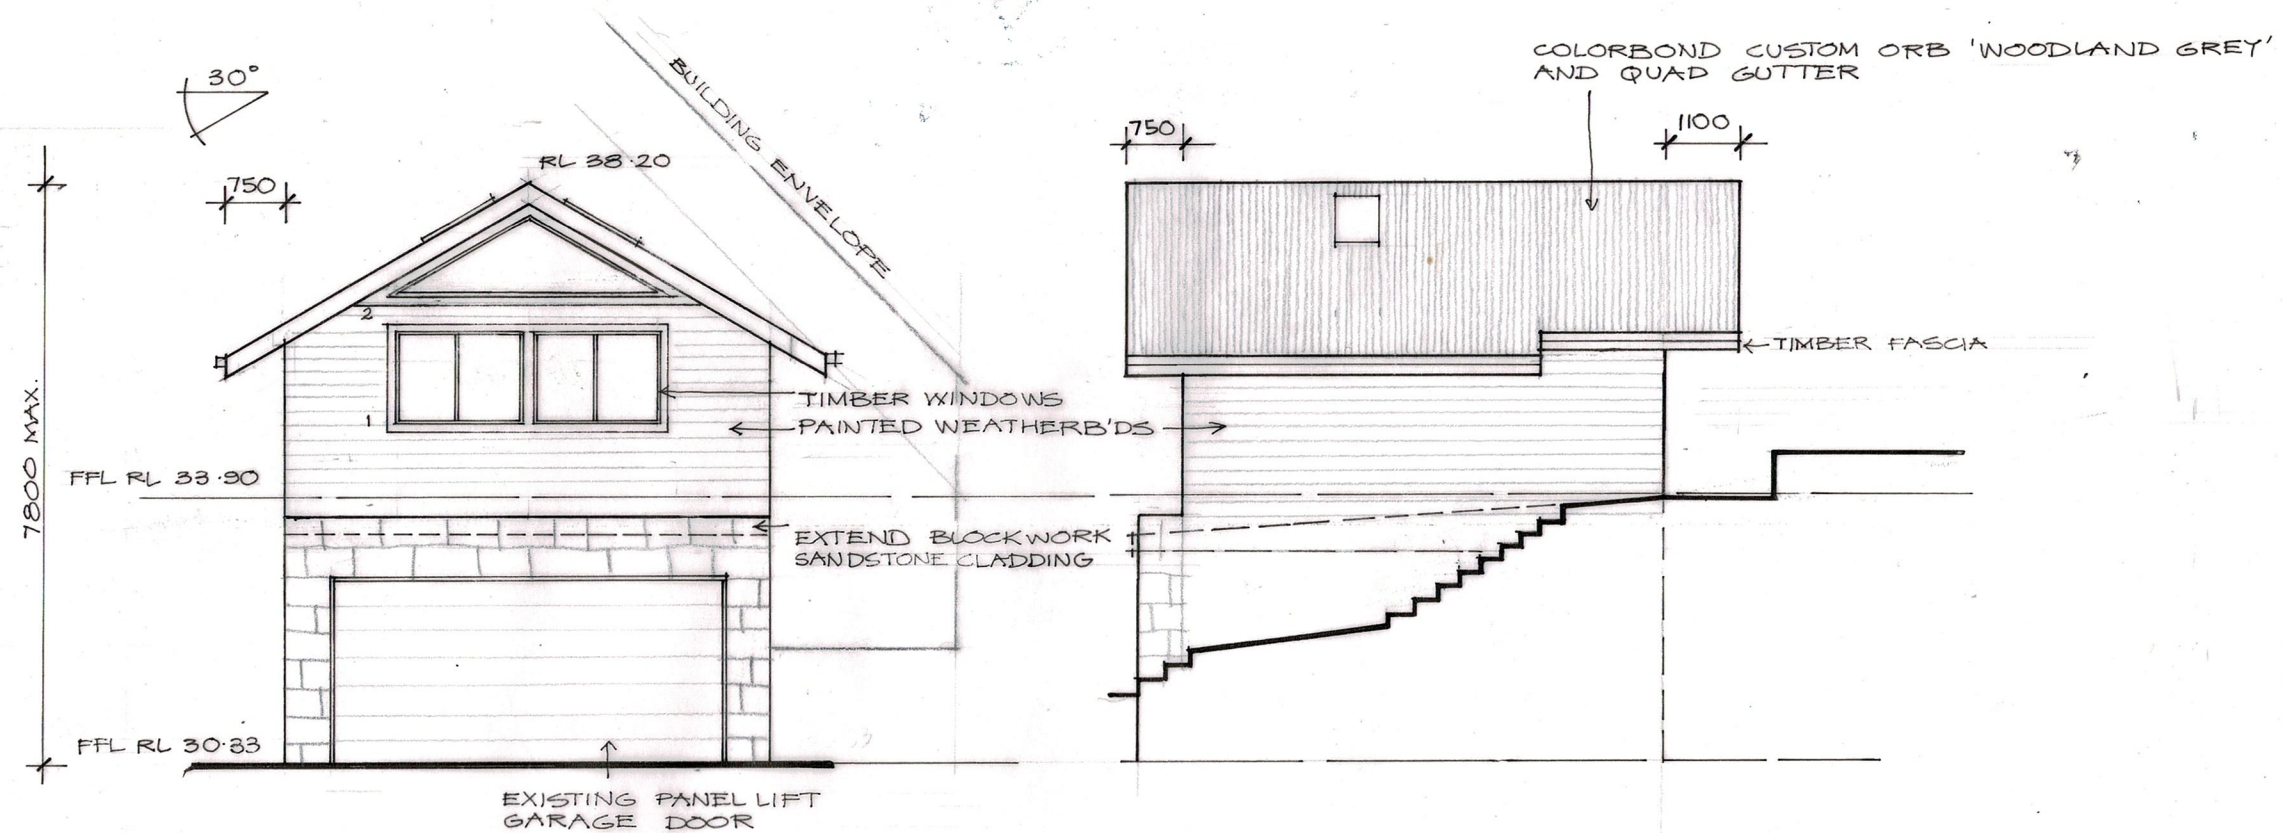 COLORBOND CUSTOM ORB 'WOODLAND GREY'
AND QUAD GUTTER
30°
BUILDING ENVELOPE
750
1100
RL 38.20
750
2
TIMBER FASCIA
TIMBER WINDOWS
1
PAINTED WEATHERB'DS
7800 MAX.
FFL RL 33.90
EXTEND BLOCKWORK
SANDSTONE CLADDING
FFL RL 30.33
EXISTING PANEL LIFT
GARAGE DOOR